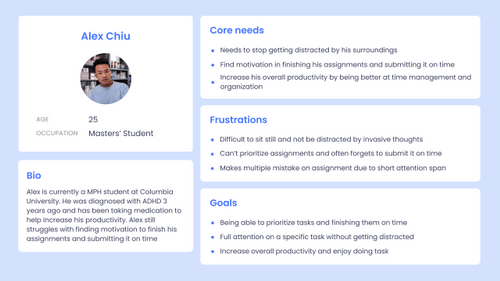 Alex Chiu
AGE 25
OCCUPATION Masters' Student
Bio
Alex is currently a MPH student at Columbia
University. He was diagnosed with ADHD 3
years ago and has been taking medication to
help increase his productivity. Alex still
struggles with finding motivation to finish his
assignments and submitting it on time
Core needs
• Needs to stop getting distracted by his surroundings
• Find motivation in finishing his assignments and submitting it on time
• Increase his overall productivity by being better at time management and
organization
Frustrations
• Difficult to sit still and not be distracted by invasive thoughts
• Can't prioritize assignments and often forgets to submit it on time
• Makes multiple mistake on assignment due to short attention span
Goals
• Being able to prioritize tasks and finishing them on time
• Full attention on a specific task without getting distracted
• Increase overall productivity and enjoy doing task